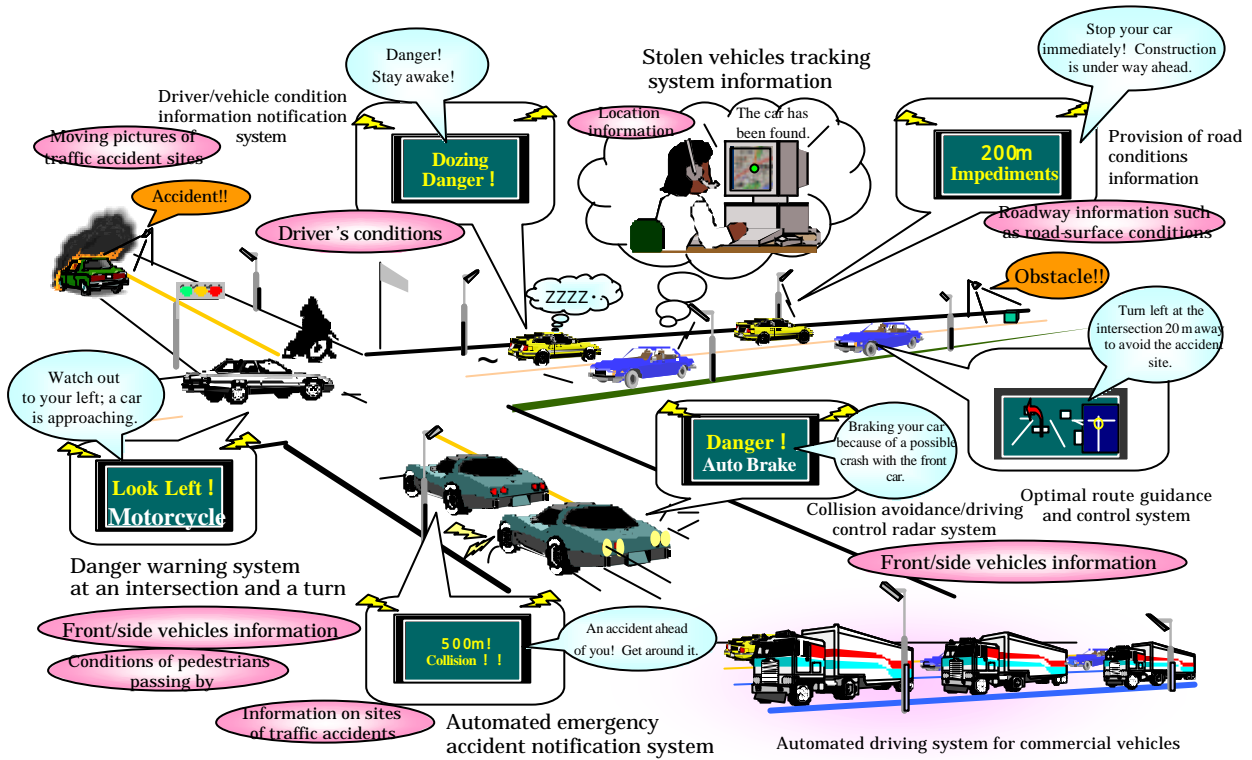 Danger!
Stay awake!
Driver/vehicle condition
information notification
system
Moving pictures of
traffic accident sites
Accident!!
Dozing
Danger !
Driver's conditions
ZZZZ
Stolen vehicles tracking
system information
Location
information
The car has
been found.
Stop your car
immediately! Construction
is under way ahead.
200m
Impediments
Provision of road
conditions
information
Roadway information such
as road-surface conditions
Obstacle!!
Turn left at the
intersection 20 m away
to avoid the accident
site.
Optimal route guidance
and control system
Watch out
to your left; a car
is approaching.
Look Left !
Motorcycle
Danger warning system
at an intersection and a turn
Front/side vehicles information
Conditions of pedestrians
passing by
Danger !
Auto Brake
Braking your car
because of a possible
crash with the front
car.
Collision avoidance/driving
control radar system
Front/side vehicles information
500m!
Collision ! !
An accident ahead
of you! Get around it.
Information on sites
of traffic accidents
Automated emergency
accident notification system
Automated driving system for commercial vehicles